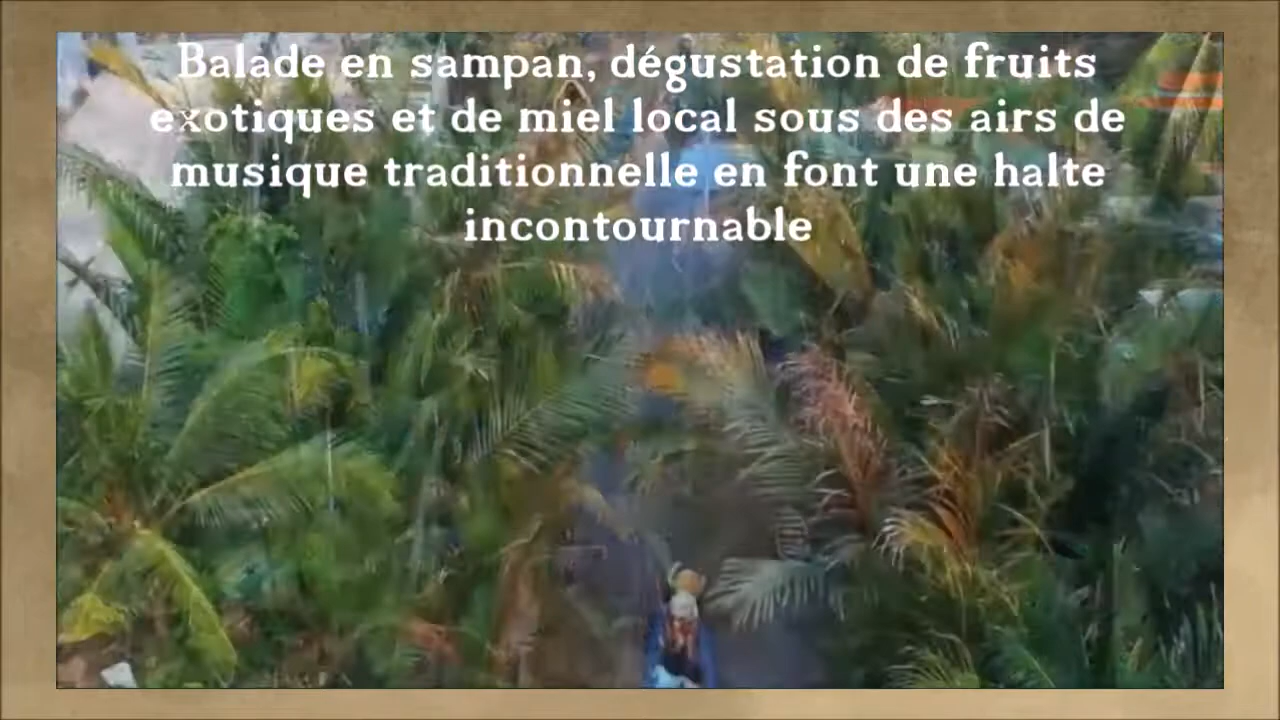 Balade en sampan, dégustation de fruits
exotiques et de miel local sous des airs de
musique traditionnelle en font une halte
incontournable